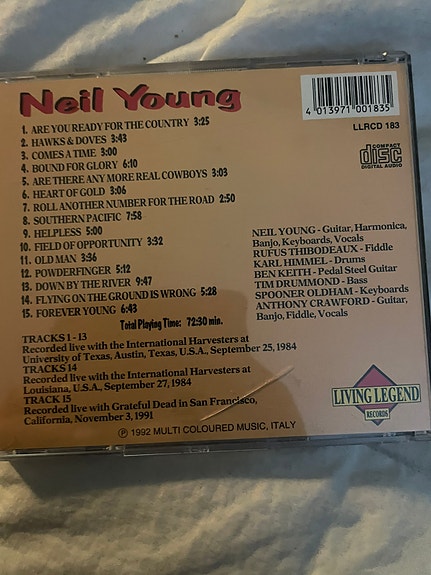 Neil Young
4 013971 001835
LLRCD 183
COMPACT
disc
DIGITAL AUDIO
1. ARE YOU READY FOR THE COUNTRY 3:25
2. HAWKS & DOVES 3:43
3. COMES A TIME 3:00
4. BOUND FOR GLORY 6:10
5. ARE THERE ANY MORE REAL COWBOYS 3:03
6. HEART OF GOLD 3:06
7. ROLL ANOTHER NUMBER FOR THE ROAD 2:50
8. SOUTHERN PACIFIC 7:58
9. HELPLESS 5:00
10. FIELD OF OPPORTUNITY 3:32
11. OLD MAN 3:36
12. POWDERFINGER 5:12
13. DOWN BY THE RIVER 9:47
14. FLYING ON THE GROUND IS WRONG 5:28
15. FOREVER YOUNG 6:43
Total Playing Time: 72:30 min.
NEIL YOUNG - Guitar, Harmonica,
Banjo, Keyboards, Vocals
RUFUS THIBODEAUX - Fiddle
KARL HIMMEL - Drums
BEN KEITH - Pedal Steel Guitar
TIM DRUMMOND - Bass
SPOONER OLDHAM - Keyboards
ANTHONY CRAWFORD - Guitar,
Banjo, Fiddle, Vocals
TRACKS 1 - 13
Recorded live with the International Harvesters at
University of Texas, Austin, Texas, U.S.A., September 25, 1984
TRACKS 14
Recorded live with the International Harvesters at
Louisiana, U.S.A., September 27, 1984
TRACK 15
Recorded live with Grateful Dead in San Francisco,
California, November 3, 1991
LIVING LEGEND
RECORDS
℗ 1992 MULTI COLOURED MUSIC, ITALY